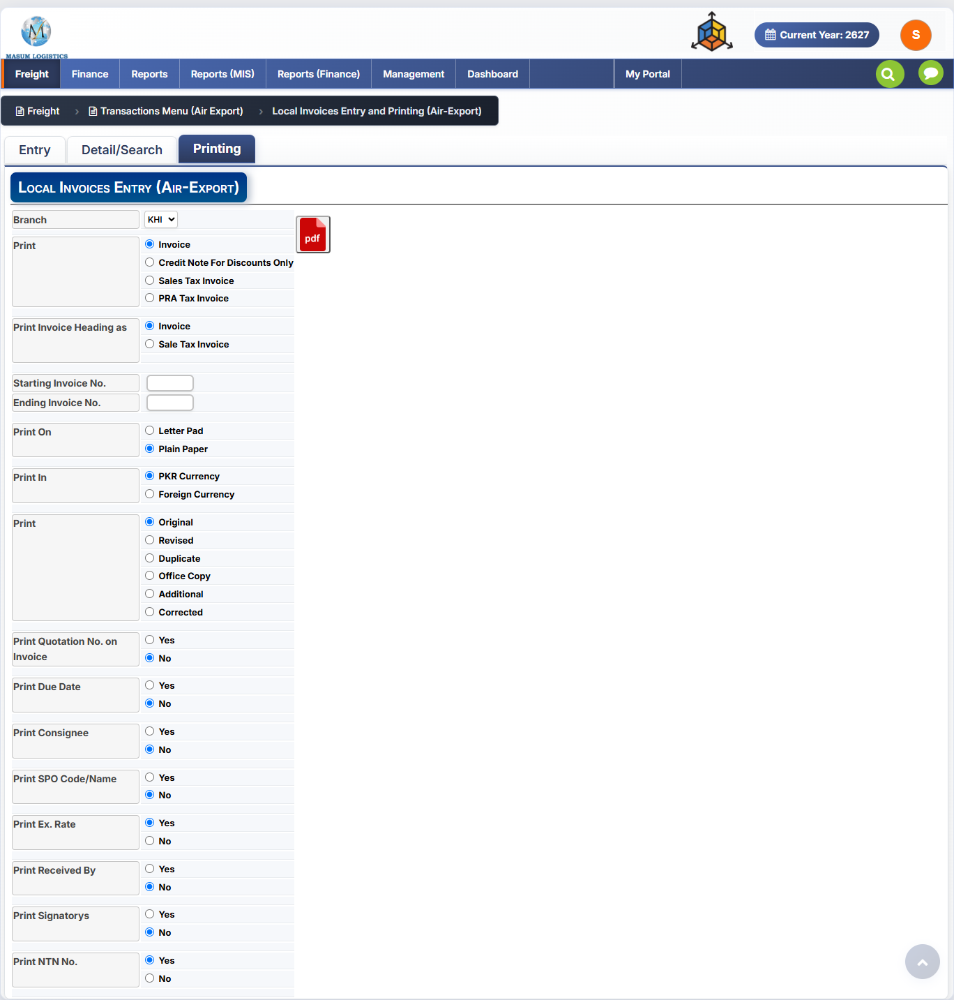 M
MASUM LOGISTICS
Current Year: 2627
S
Freight
Finance
Reports
Reports (MIS)
Reports (Finance)
Management
Dashboard
My Portal
Freight
Transactions Menu (Air Export)
Local Invoices Entry and Printing (Air-Export)
Entry
Detail/Search
Printing
Local Invoices Entry (Air-Export)
Branch
KHI
pdf
Print
Invoice
Credit Note For Discounts Only
Sales Tax Invoice
PRA Tax Invoice
Print Invoice Heading as
Invoice
Sale Tax Invoice
Starting Invoice No.
Ending Invoice No.
Print On
Letter Pad
Plain Paper
Print In
PKR Currency
Foreign Currency
Print
Original
Revised
Duplicate
Office Copy
Additional
Corrected
Print Quotation No. on
Invoice
Yes
No
Print Due Date
Yes
No
Print Consignee
Yes
No
Print SPO Code/Name
Yes
No
Print Ex. Rate
Yes
No
Print Received By
Yes
No
Print Signatorys
Yes
No
Print NTN No.
Yes
No